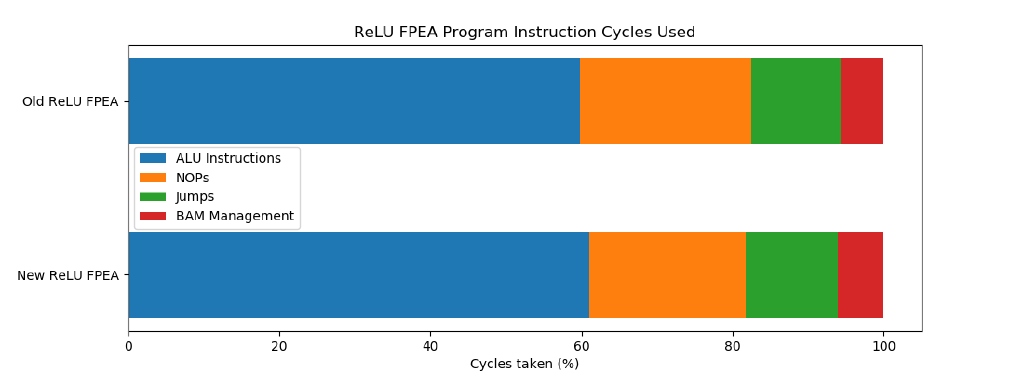 ReLU FPEA Program Instruction Cycles Used
Old ReLU FPEA
ALU Instructions
NOPs
Jumps
BAM Management
New ReLU FPEA
0 20 40 60 80 100
Cycles taken (%)